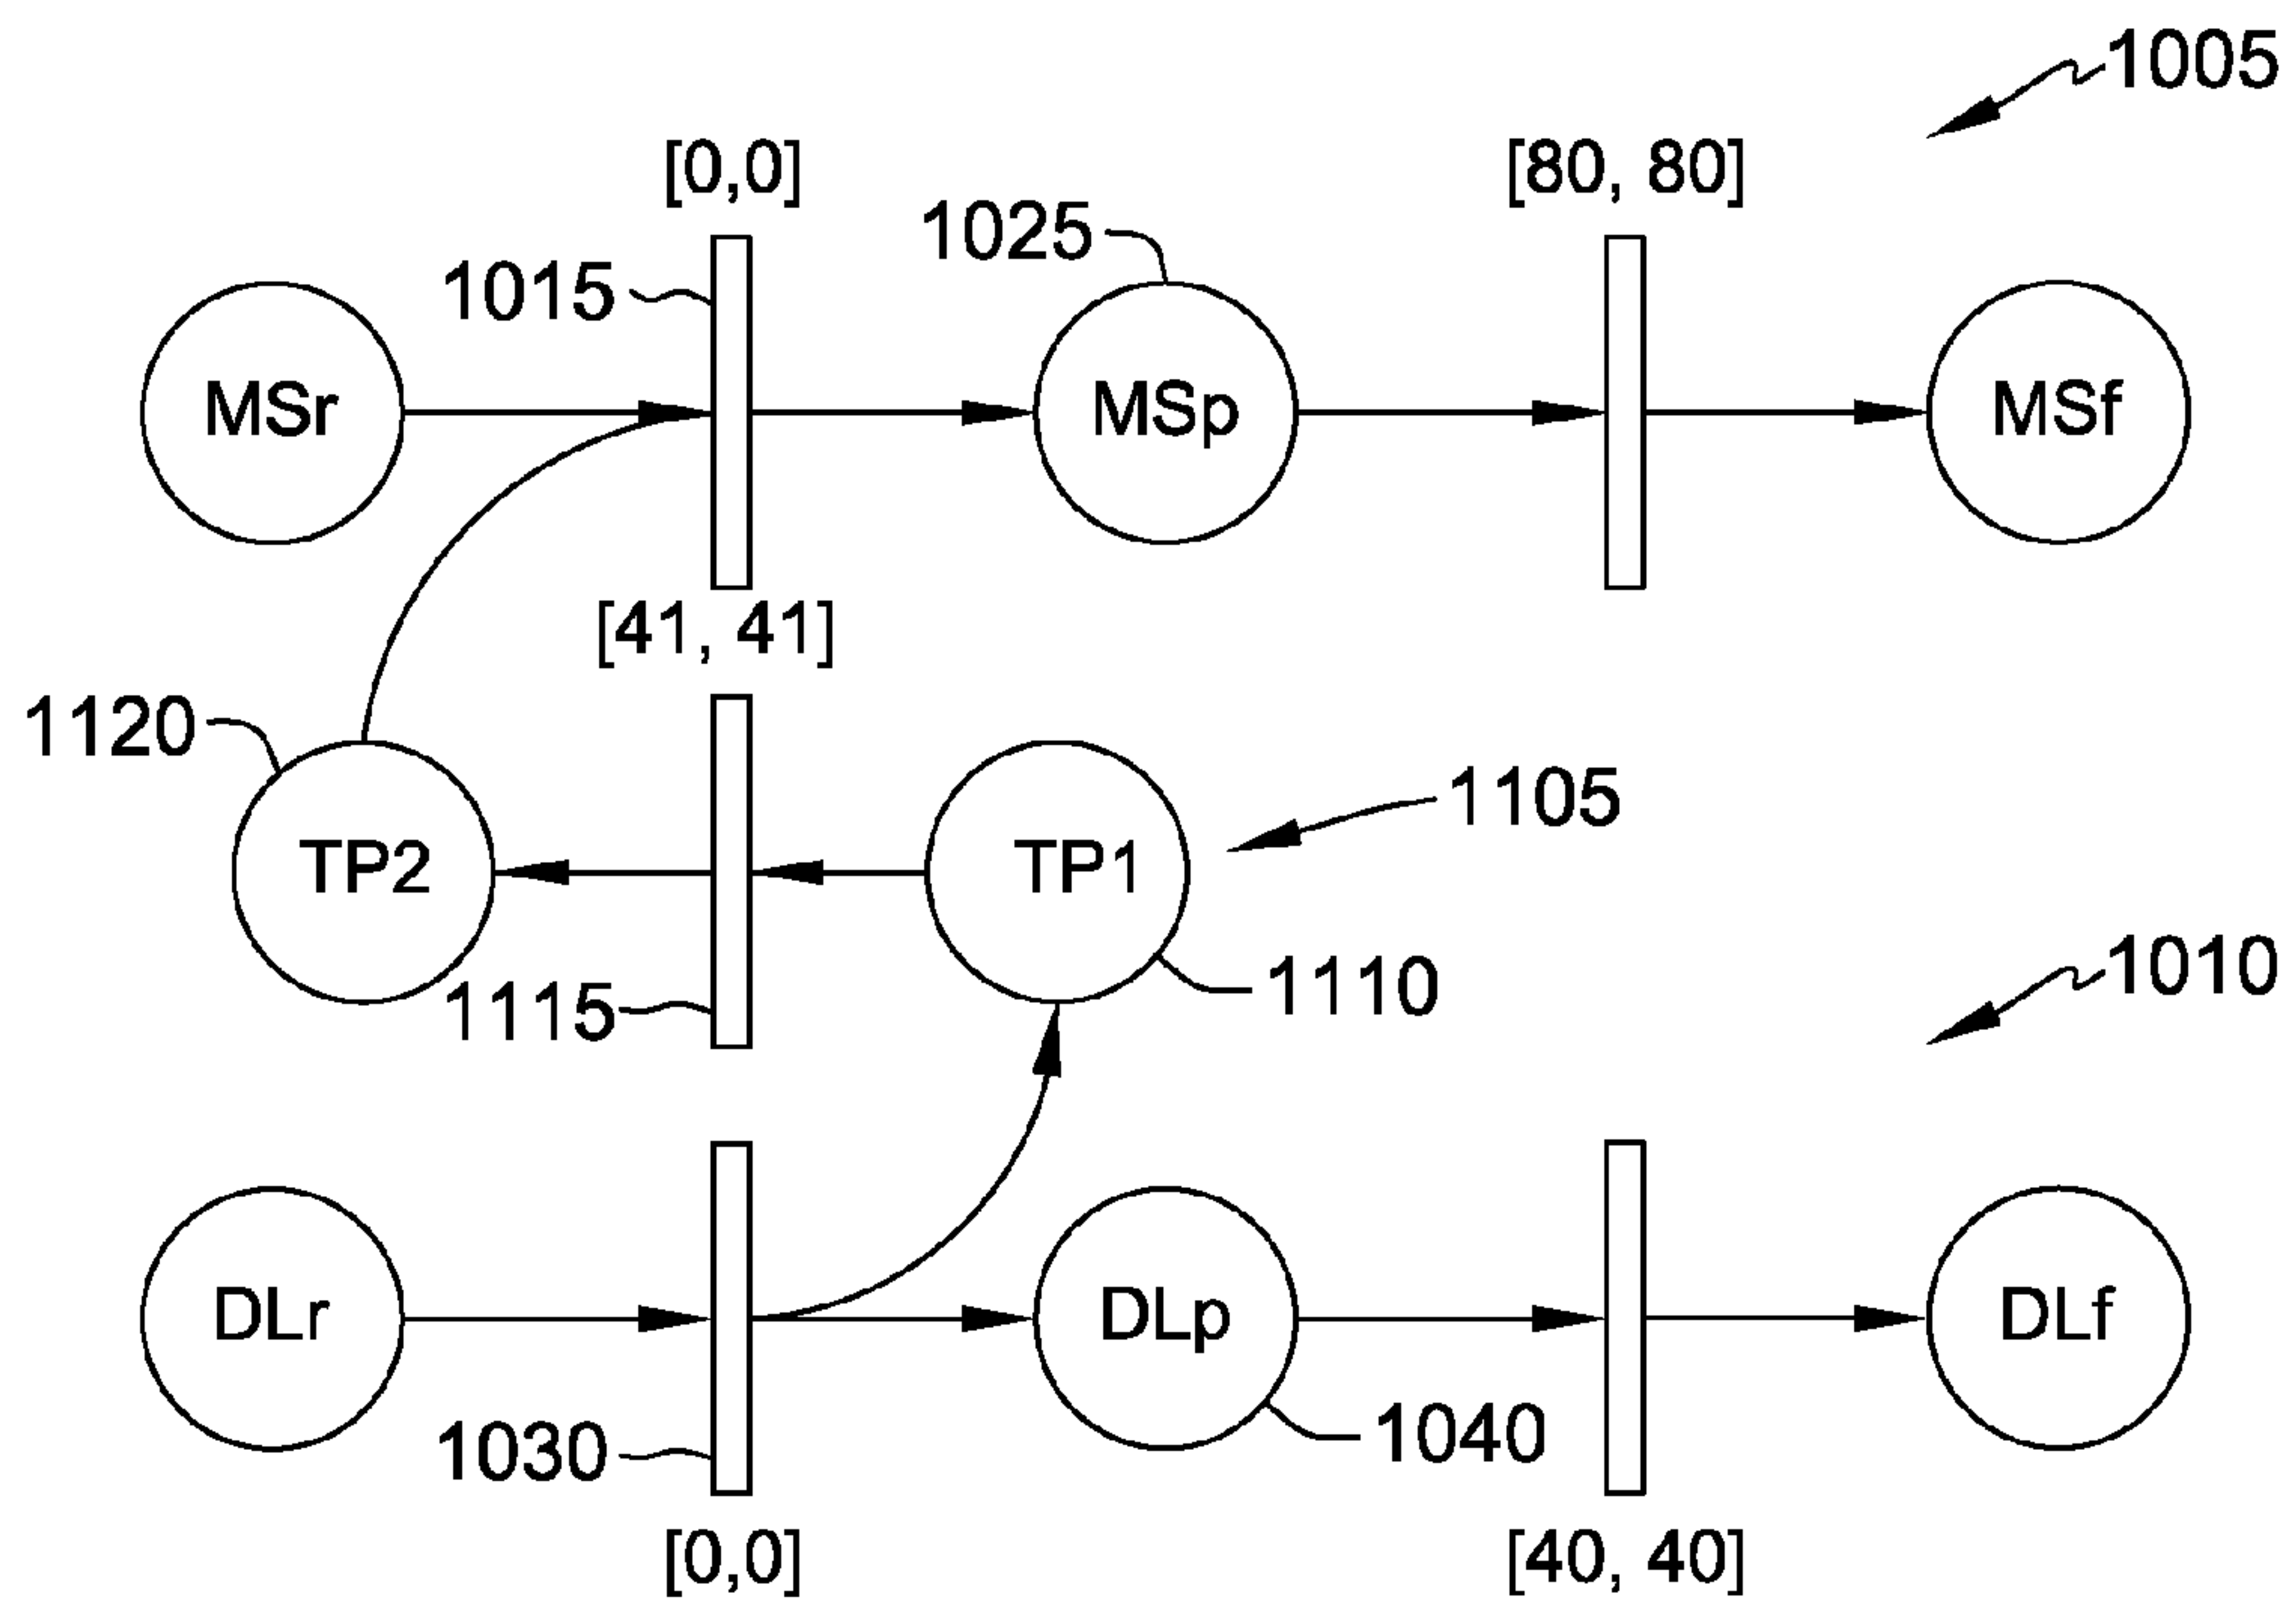 1005
[0,0]
[80, 80]
1025
1015
MSr
MSp
MSf
[41, 41]
1120
1105
TP2
TP1
1010
1110
1115
DLr
DLp
DLf
1040
1030
[0,0]
[40, 40]